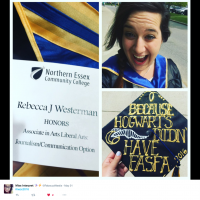 Northern Essex
Community College
Rebecca J Westerman
HONORS
Associate in Arts Liberal Arts:
Journalism/Communication Option
BECAUSE
HOGWARTS
DIDN'T
HAVE
FASFA
2016